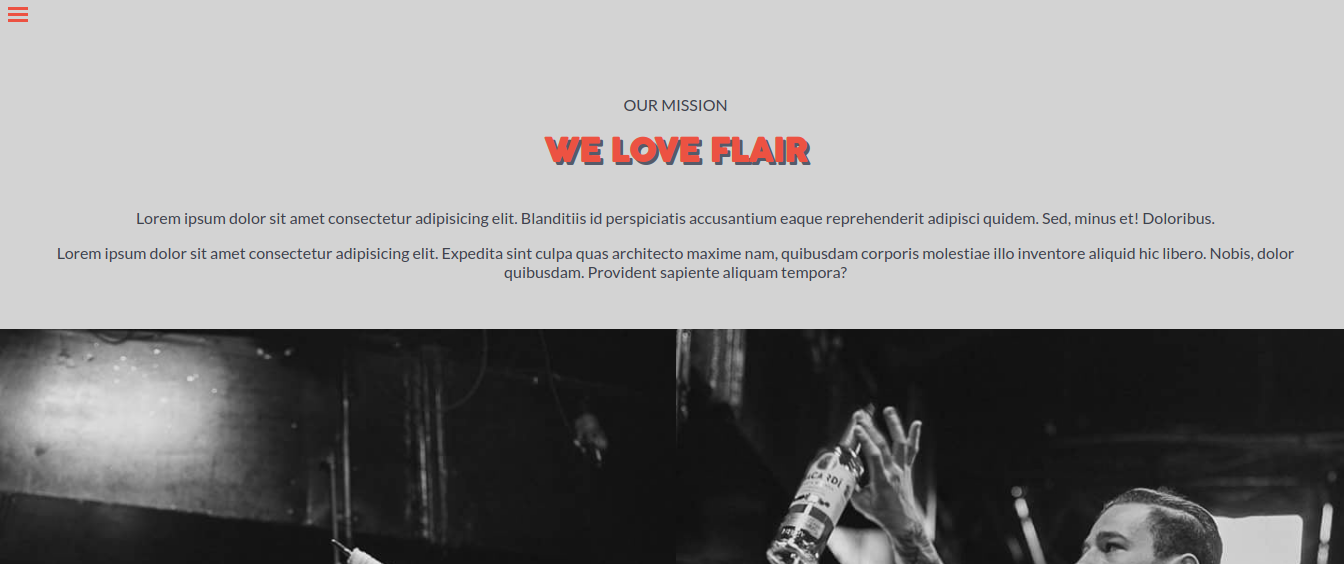 OUR MISSION
WE LOVE FLAIR
Lorem ipsum dolor sit amet consectetur adipisicing elit. Blanditiis id perspiciatis accusantium eaque reprehenderit adipisci quidem. Sed, minus et! Doloribus.
Lorem ipsum dolor sit amet consectetur adipisicing elit. Expedita sint culpa quas architecto maxime nam, quibusdam corporis molestiae illo inventore aliquid hic libero. Nobis, dolor
quibusdam. Provident sapiente aliquam tempora?